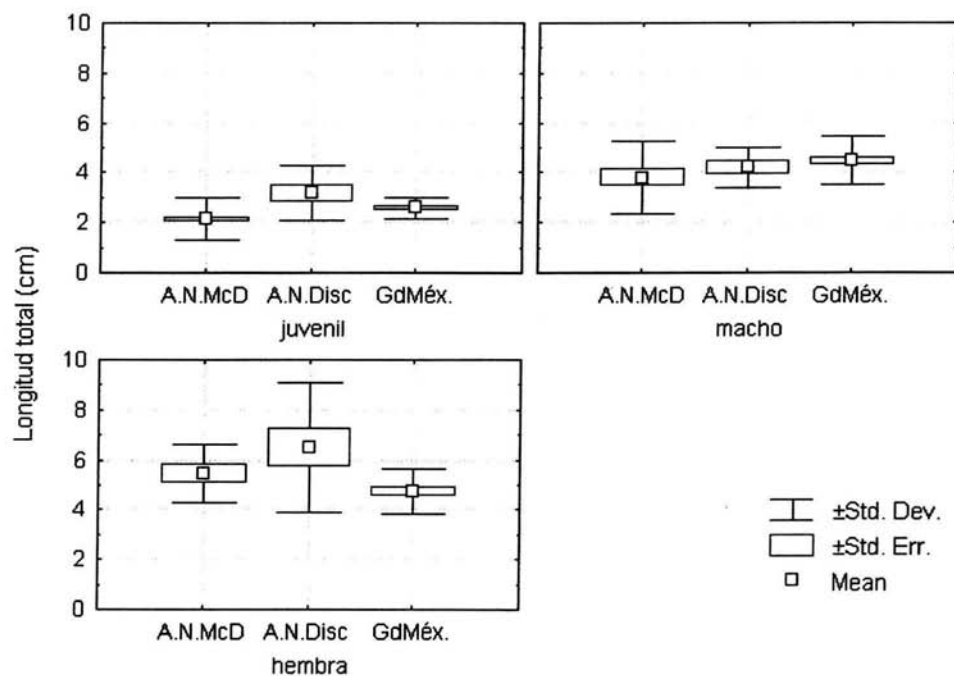 Longitud total (cm)
10
8
6
4
2
0
A.N.McD A.N.Disc GdMéx.
juvenil
A.N.McD A.N.Disc GdMéx.
macho
10
8
6
4
2
0
A.N.McD A.N.Disc GdMéx.
hembra
±Std. Dev.
±Std. Err.
Mean